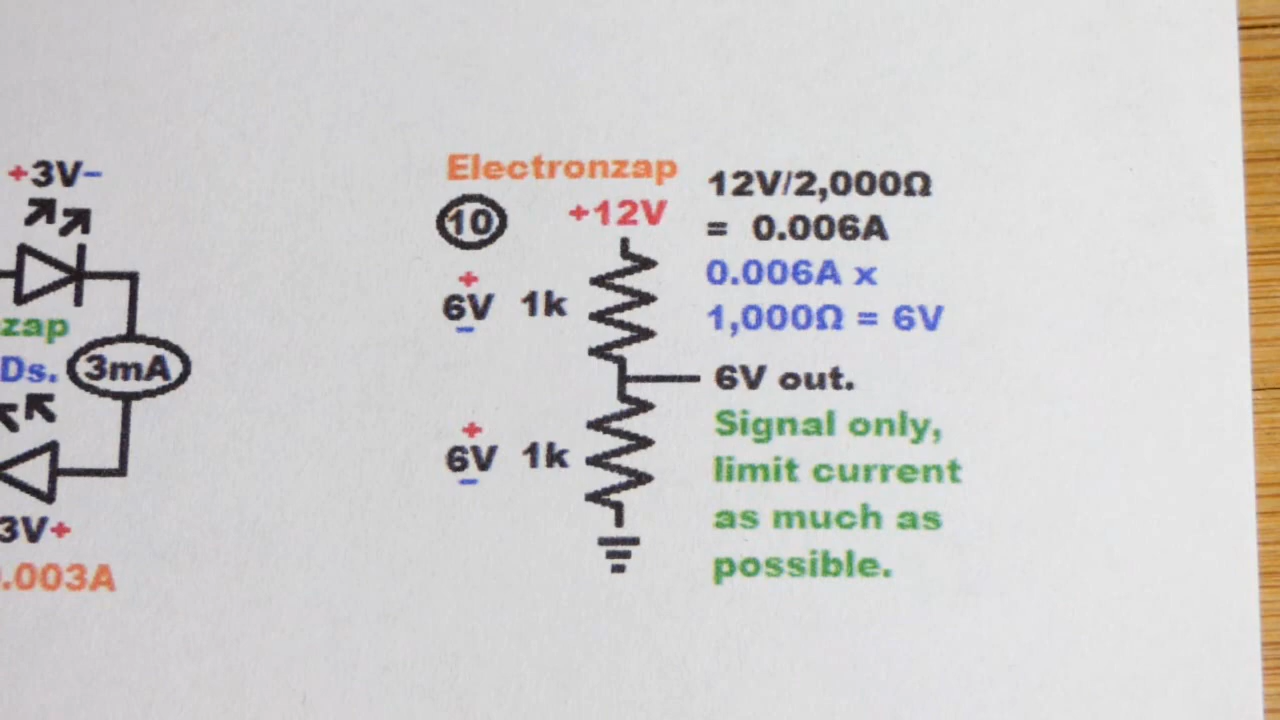 +3V-
zap
Ds.
3mA
3V+
.003A
Electronzap
10
+12V
12V/2,000Ω
= 0.006A
0.006A x
1,000Ω = 6V
+
6V 1k
-
6V out.
Signal only,
limit current
as much as
possible.
+
6V 1k
-